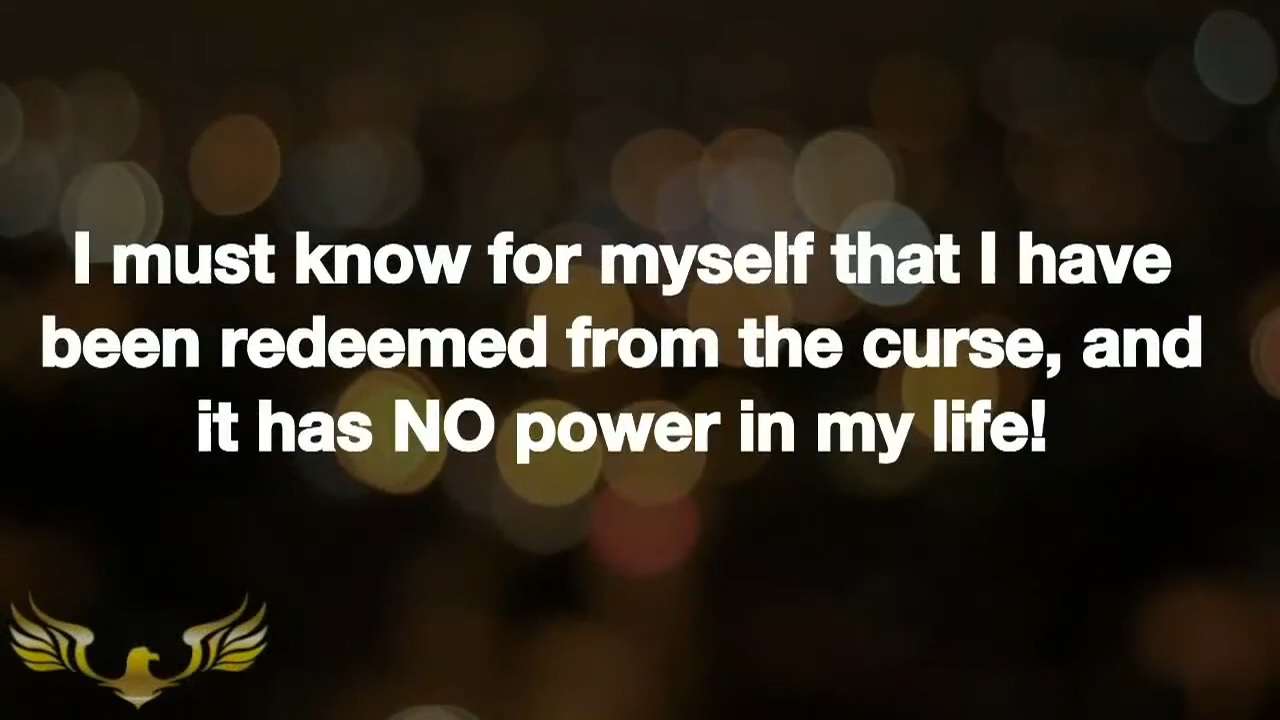 I must know for myself that I have
been redeemed from the curse, and
it has NO power in my life!